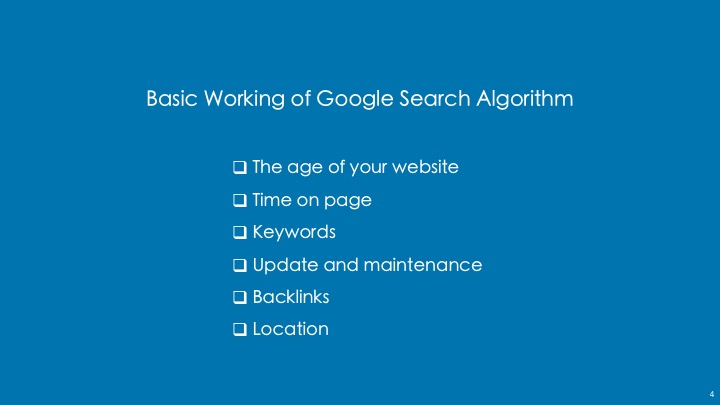 Basic Working of Google Search Algorithm
❑ The age of your website
❑ Time on page
❑ Keywords
❑ Update and maintenance
❑ Backlinks
❑ Location
4